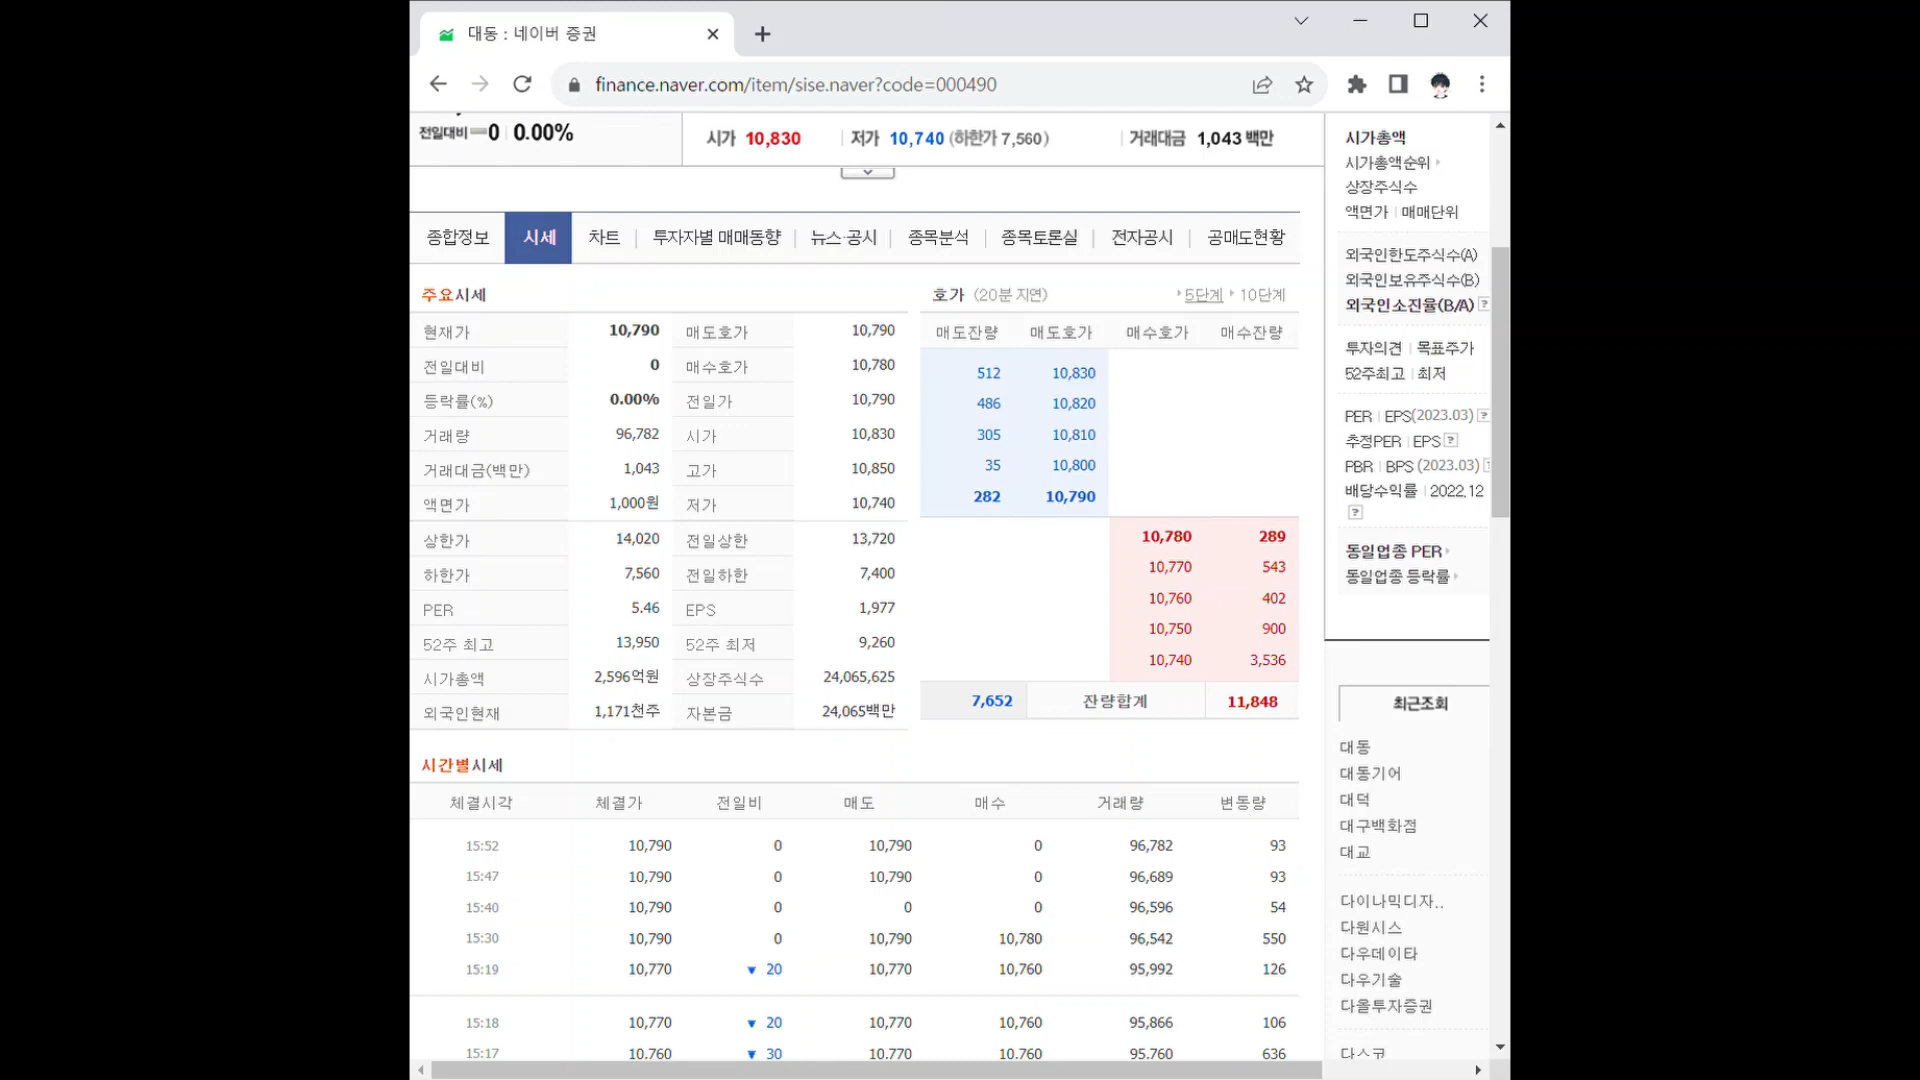 대동 : 네이버 증권
finance.naver.com/item/sise.naver?code=000490
전일대비 0 0.00%
시가 10,830 저가 10,740 (하한가 7,560) 거래대금 1,043 백만
종합정보 시세 차트 투자자별 매매동향 뉴스·공시 종목분석 종목토론실 전자공시 공매도현황
주요시세
현재가 10,790 매도호가 10,790
전일대비 0 매수호가 10,780
등락률(%) 0.00% 전일가 10,790
거래량 96,782 시가 10,830
거래대금(백만) 1,043 고가 10,850
액면가 1,000원 저가 10,740
상한가 14,020 전일상한 13,720
하한가 7,560 전일하한 7,400
PER 5.46 EPS 1,977
52주 최고 13,950 52주 최저 9,260
시가총액 2,596억원 상장주식수 24,065,625
외국인현재 1,171천주 자본금 24,065백만
호가 (20분 지연) 5단계 10단계
매도잔량 매도호가 매수호가 매수잔량
512 10,830
486 10,820
305 10,810
35 10,800
282 10,790
10,780 289
10,770 543
10,760 402
10,750 900
10,740 3,536
7,652 잔량합계 11,848
시간별시세
체결시각 체결가 전일비 매도 매수 거래량 변동량
15:52 10,790 0 10,790 0 96,782 93
15:47 10,790 0 10,790 0 96,689 93
15:40 10,790 0 0 0 96,596 54
15:30 10,790 0 10,790 10,780 96,542 550
15:19 10,770 ▼ 20 10,770 10,760 95,992 126
15:18 10,770 ▼ 20 10,770 10,760 95,866 106
15:17 10,760 ▼ 30 10,770 10,760 95,760 636
시가총액
시가총액순위
상장주식수
액면가 | 매매단위
외국인한도주식수(A)
외국인보유주식수(B)
외국인소진율(B/A) ?
투자의견 | 목표주가
52주최고 | 최저
PER | EPS(2023.03) ?
추정PER | EPS ?
PBR | BPS (2023.03) ?
배당수익률 | 2022.12
?
동일업종 PER
동일업종 등락률
최근조회
대동
대동기어
대덕
대구백화점
대교
다이나믹디자..
다원시스
다우데이타
다우기술
다올투자증권
다스코